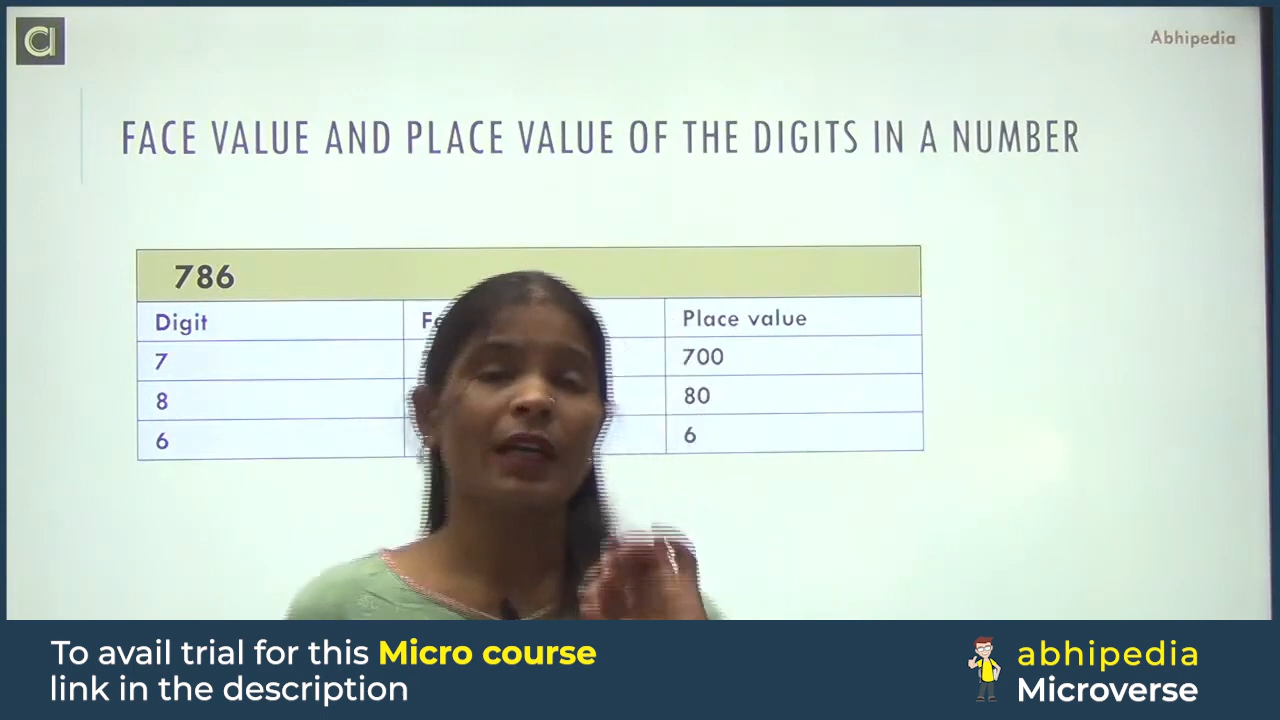 Abhipedia
FACE VALUE AND PLACE VALUE OF THE DIGITS IN A NUMBER
786
Digit Place value
7 700
8 80
6 6
To avail trial for this Micro course
link in the description
abhipedia
Microverse